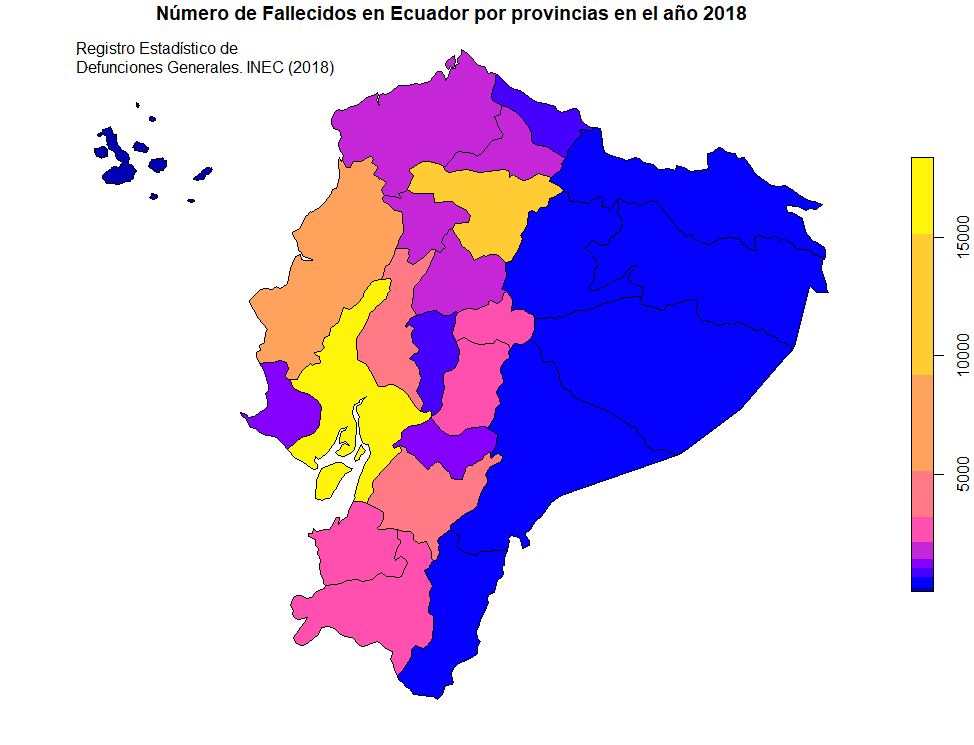 Número de Fallecidos en Ecuador por provincias en el año 2018
Registro Estadístico de
Defunciones Generales. INEC (2018)
15000
10000
5000